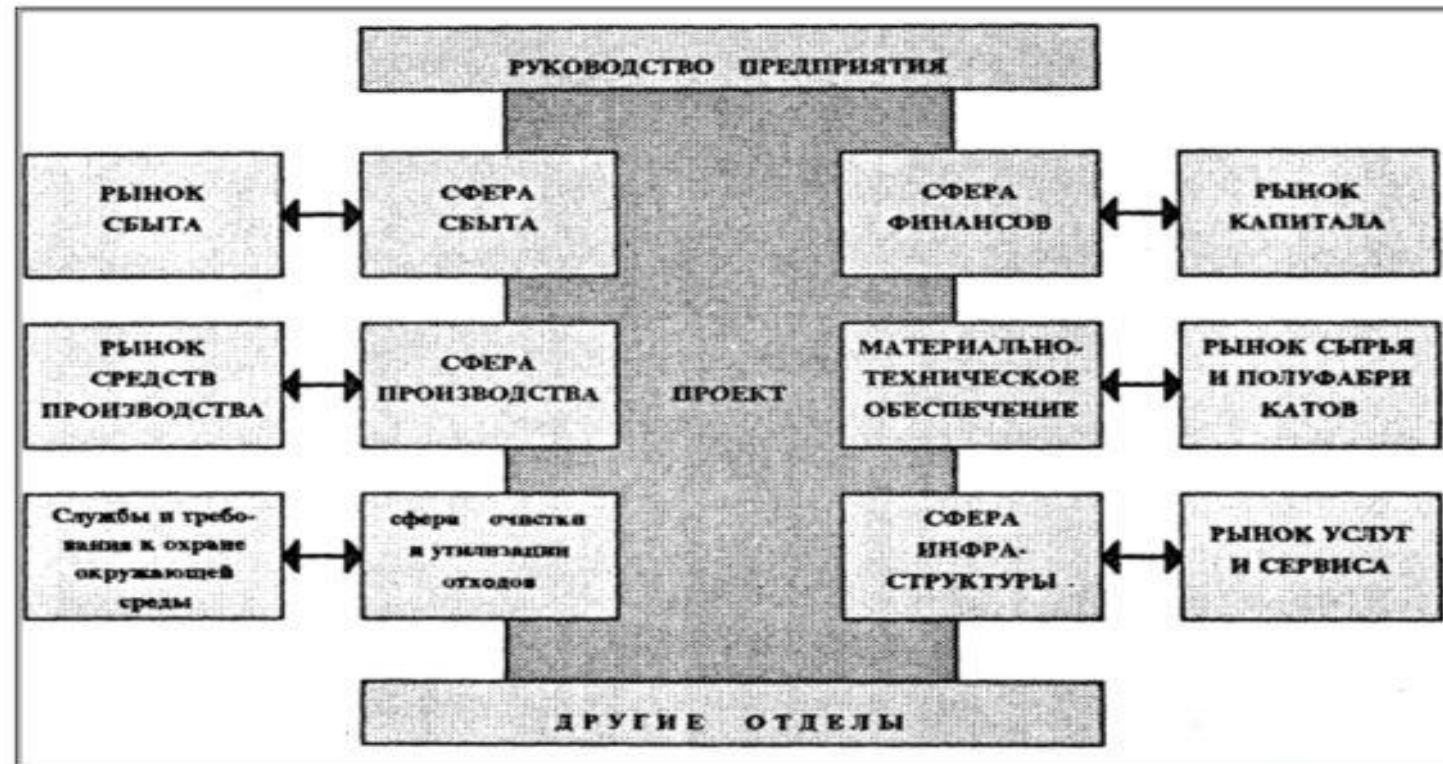 РУКОВОДСТВО ПРЕДПРИЯТИЯ
РЫНОК
СБЫТА
СФЕРА
СБЫТА
СФЕРА
ФИНАНСОВ
РЫНОК
КАПИТАЛА
РЫНОК
СРЕДСТВ
ПРОИЗВОДСТВА
СФЕРА
ПРОИЗВОДСТВА
ПРОЕКТ
МАТЕРИАЛЬНО-
ТЕХНИЧЕСКОЕ
ОБЕСПЕЧЕНИЕ
РЫНОК СЫРЬЯ
И ПОЛУФАБРИ
КАТОВ
Службы и требо-
вания к охране
окружающей
среды
сфера очистки
и утилизации
отходов
СФЕРА
ИНФРА-
СТРУКТУРЫ
РЫНОК УСЛУГ
И СЕРВИСА
ДРУГИЕ ОТДЕЛЫ